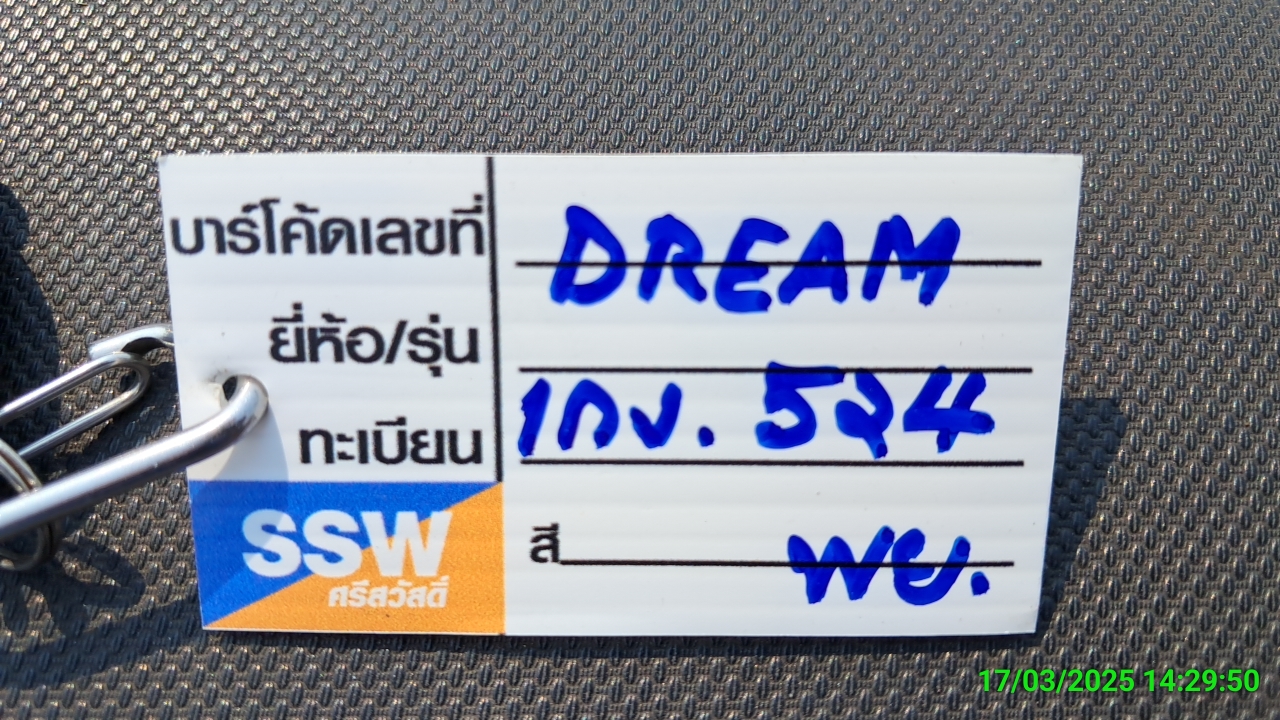 บาร์โค้ดเลขที่
DREAM
ยี่ห้อ/รุ่น
1กง. 524
ทะเบียน
SSW
ศรีสวัสดิ์
สี พย.
17/03/2025 14:29:50